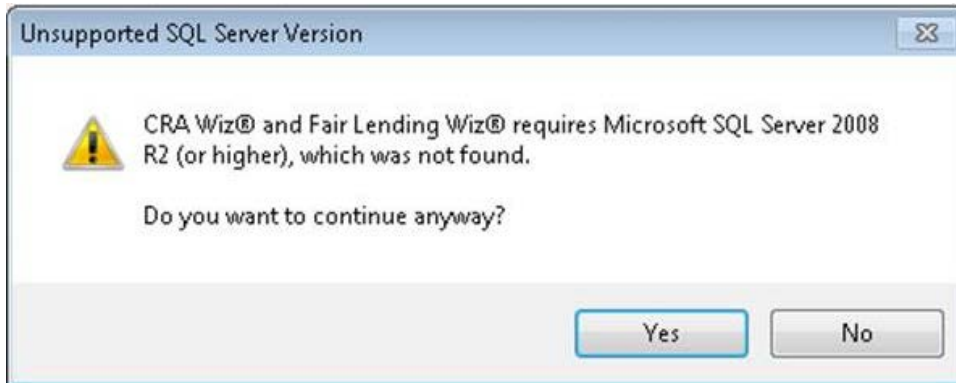 Unsupported SQL Server Version
CRA Wiz® and Fair Lending Wiz® requires Microsoft SQL Server 2008
R2 (or higher), which was not found.
Do you want to continue anyway?
Yes
No